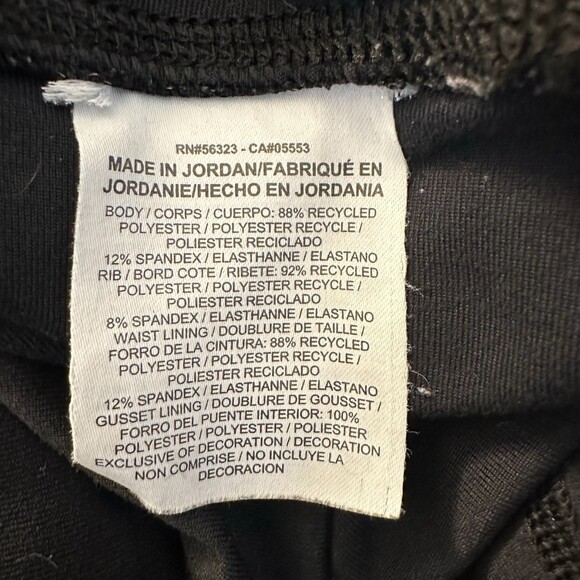 RN#56323 - CA#05553
MADE IN JORDAN/FABRIQUÉ EN
JORDANIE/HECHO EN JORDANIA
BODY / CORPS / CUERPO: 88% RECYCLED
POLYESTER / POLYESTER RECYCLE /
POLIESTER RECICLADO
12% SPANDEX / ELASTHANNE / ELASTANO
RIB / BORD COTE / RIBETE: 92% RECYCLED
POLYESTER / POLYESTER RECYCLE /
POLIESTER RECICLADO
8% SPANDEX / ELASTHANNE / ELASTANO
WAIST LINING / DOUBLURE DE TAILLE /
FORRO DE LA CINTURA: 88% RECYCLED
POLYESTER / POLYESTER RECYCLE /
POLIESTER RECICLADO
12% SPANDEX / ELASTHANNE / ELASTANO
GUSSET LINING / DOUBLURE DE GOUSSET /
FORRO DEL PUENTE INTERIOR: 100%
POLYESTER / POLYESTER / POLIESTER
EXCLUSIVE OF DECORATION / DECORATION
NON COMPRISE / NO INCLUYE LA
DECORACION